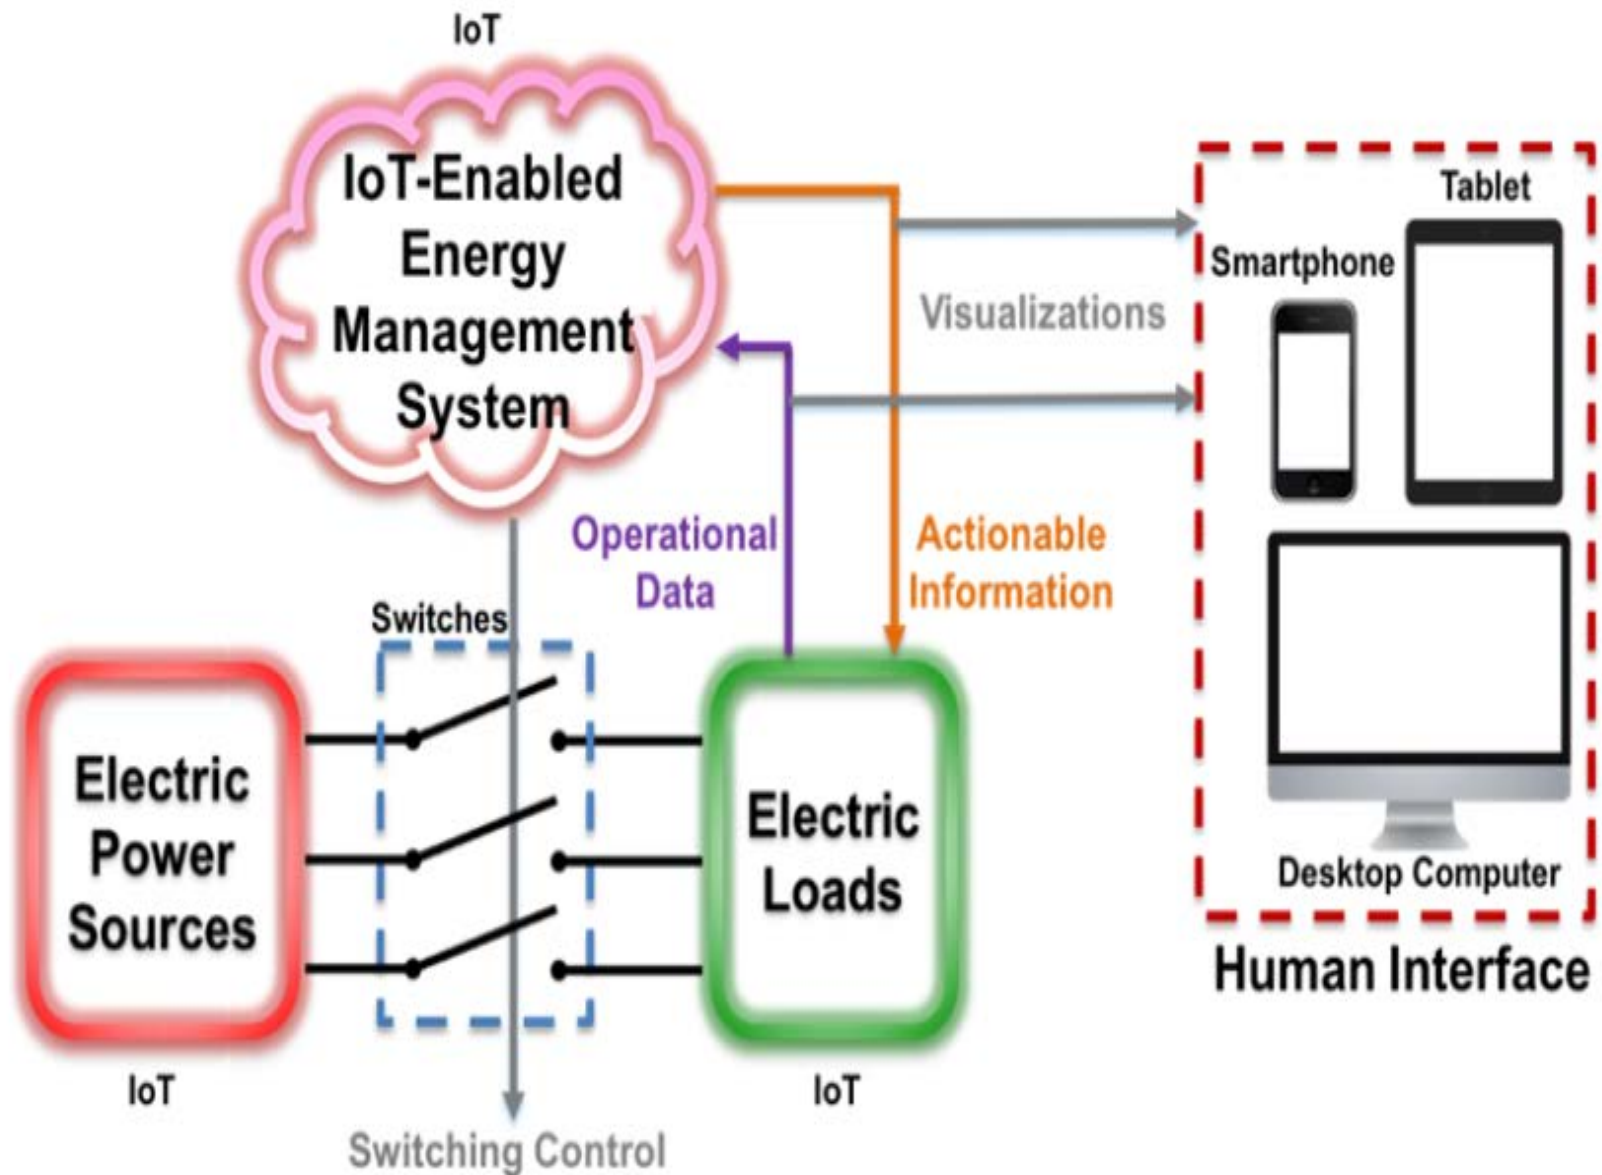 IoT
IoT-Enabled
Energy
Management
System
Tablet
Smartphone
Visualizations
Operational
Data
Actionable
Information
Switches
Electric
Power
Sources
Electric
Loads
Desktop Computer
Human Interface
IoT
IoT
Switching Control